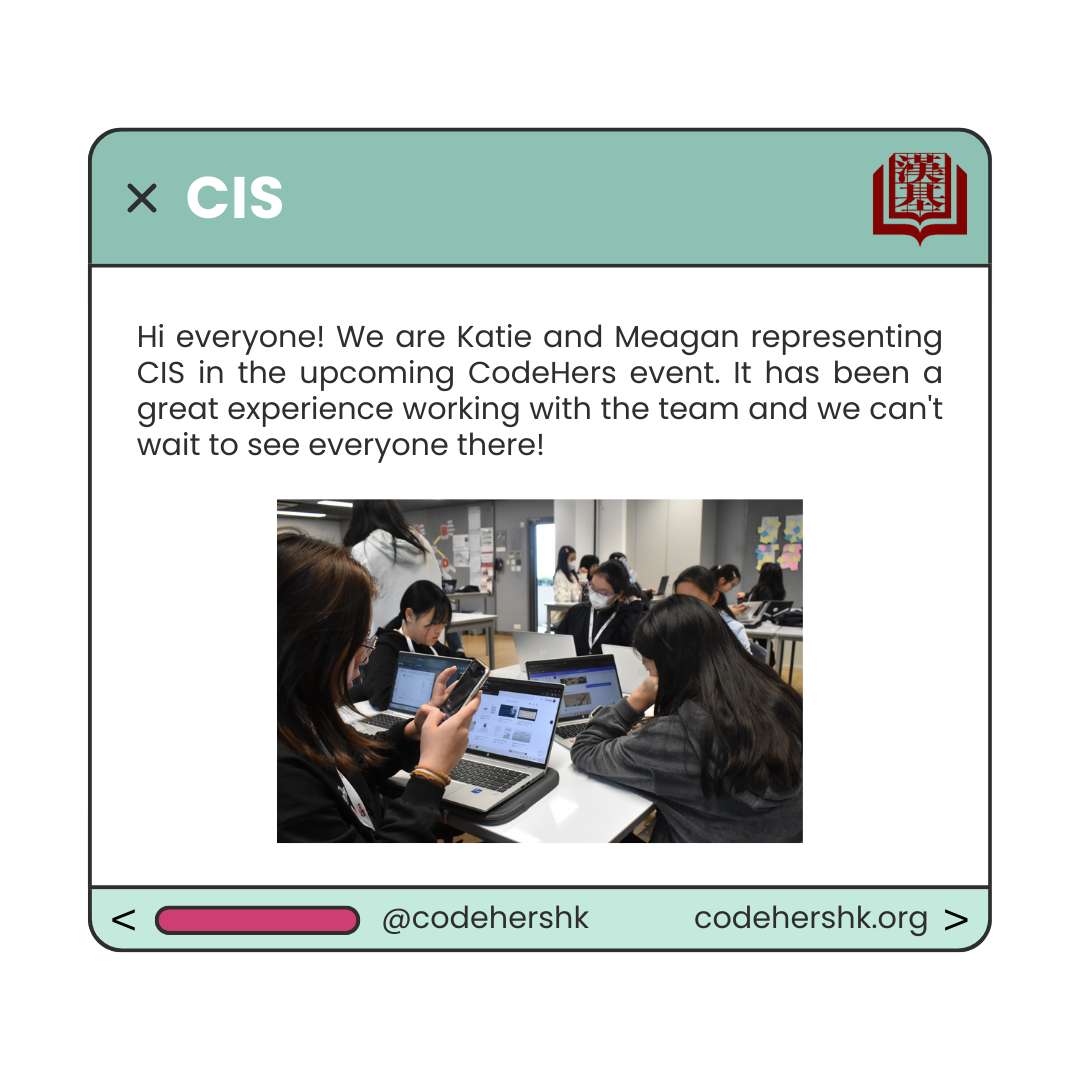 CIS
漢
基
Hi everyone! We are Katie and Meagan representing
CIS in the upcoming CodeHers event. It has been a
great experience working with the team and we can't
wait to see everyone there!
< @codehershk codehershk.org >